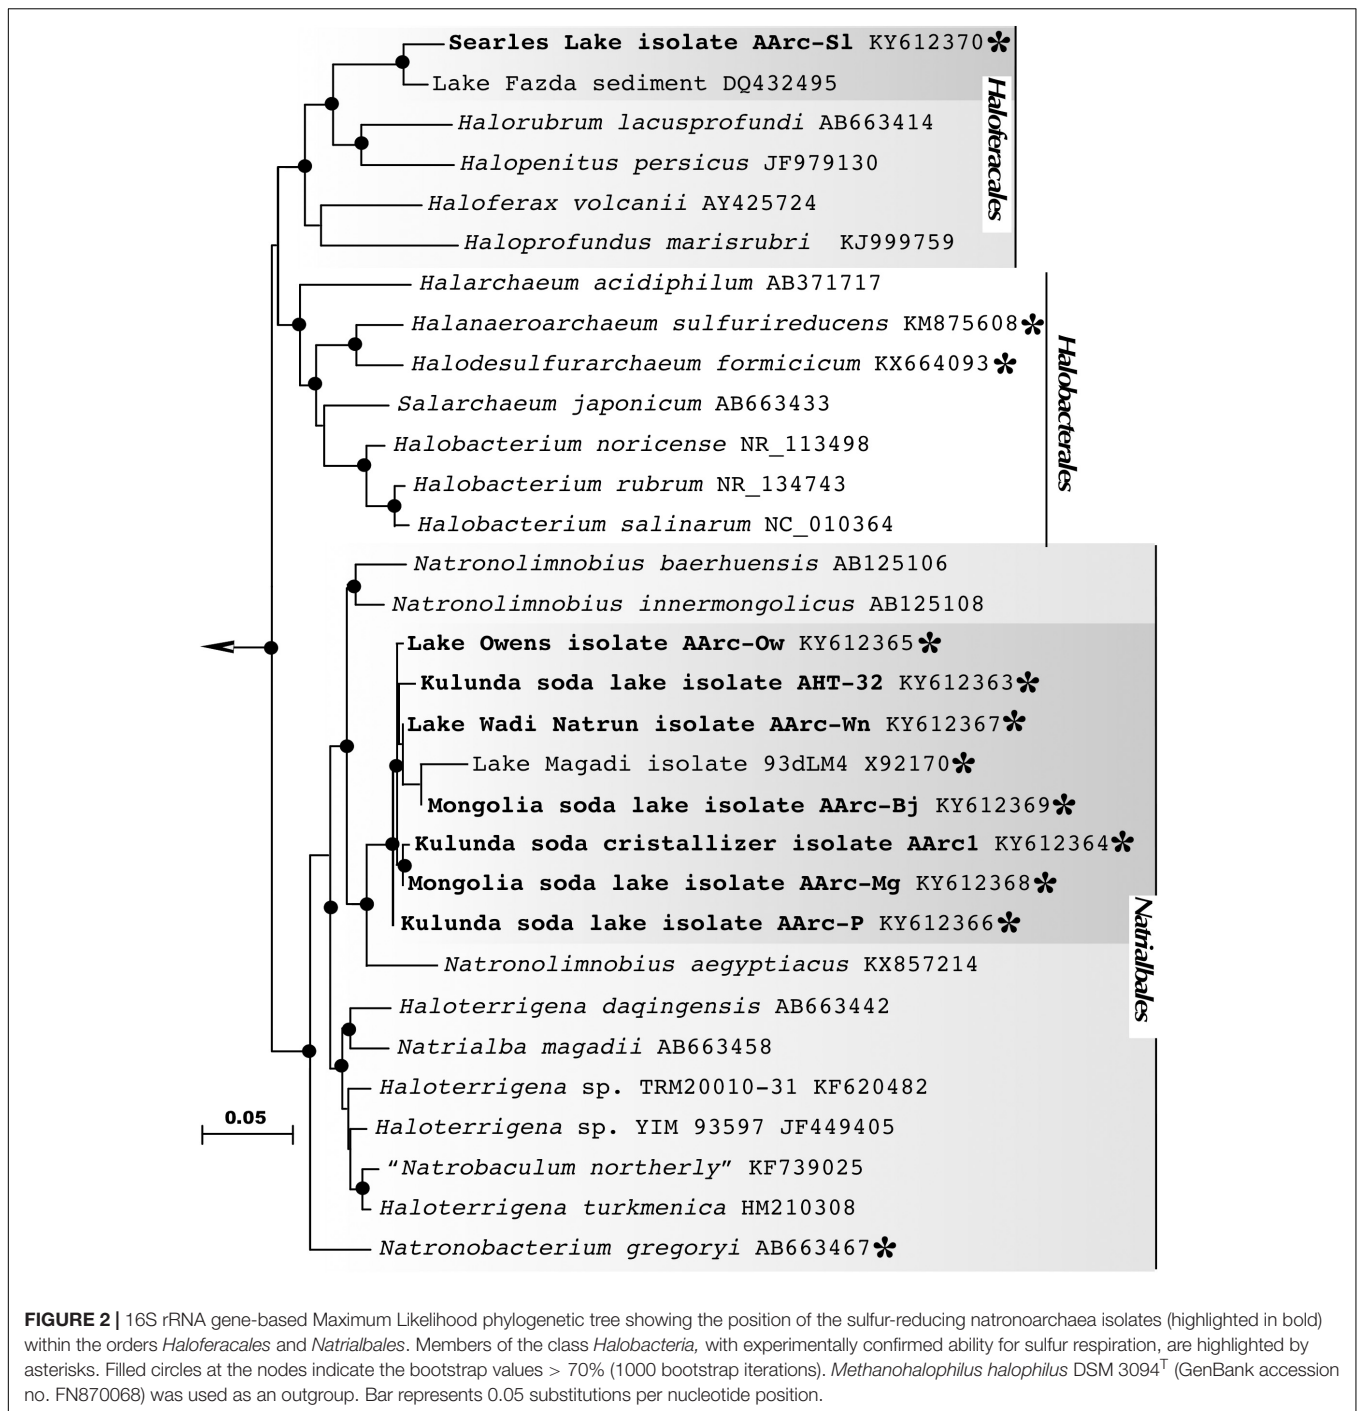 Searles Lake isolate AArc-Sl KY612370*
Lake Fazda sediment DQ432495
Halorubrum lacusprofundi AB663414
Halopenitus persicus JF979130
Haloferax volcanii AY425724
Haloprofundus marisrubri KJ999759
Haloferacales
Halarchaeum acidiphilum AB371717
Halanaeroarchaeum sulfurireducens KM875608*
Halodesulfurarchaeum formicicum KX664093*
Salarchaeum japonicum AB663433
Halobacterium noricense NR_113498
Halobacterium rubrum NR_134743
Halobacterium salinarum NC_010364
Halobacterales
Natronolimnobius baerhuensis AB125106
Natronolimnobius innermongolicus AB125108
Lake Owens isolate AArc-Ow KY612365*
Kulunda soda lake isolate AHT-32 KY612363*
Lake Wadi Natrun isolate AArc-Wn KY612367*
Lake Magadi isolate 93dLM4 X92170*
Mongolia soda lake isolate AArc-Bj KY612369*
Kulunda soda cristallizer isolate AArc1 KY612364*
Mongolia soda lake isolate AArc-Mg KY612368*
Kulunda soda lake isolate AArc-P KY612366*
Natronolimnobius aegyptiacus KX857214
Haloterrigena daqingensis AB663442
Natrialba magadii AB663458
Haloterrigena sp. TRM20010-31 KF620482
Haloterrigena sp. YIM 93597 JF449405
“Natrobaculum northerly” KF739025
Haloterrigena turkmenica HM210308
Natronobacterium gregoryi AB663467*
Natrialbales
0.05
FIGURE 2 | 16S rRNA gene-based Maximum Likelihood phylogenetic tree showing the position of the sulfur-reducing natronoarchaea isolates (highlighted in bold)
within the orders Haloferacales and Natrialbales. Members of the class Halobacteria, with experimentally confirmed ability for sulfur respiration, are highlighted by
asterisks. Filled circles at the nodes indicate the bootstrap values > 70% (1000 bootstrap iterations). Methanohalophilus halophilus DSM 3094T (GenBank accession
no. FN870068) was used as an outgroup. Bar represents 0.05 substitutions per nucleotide position.